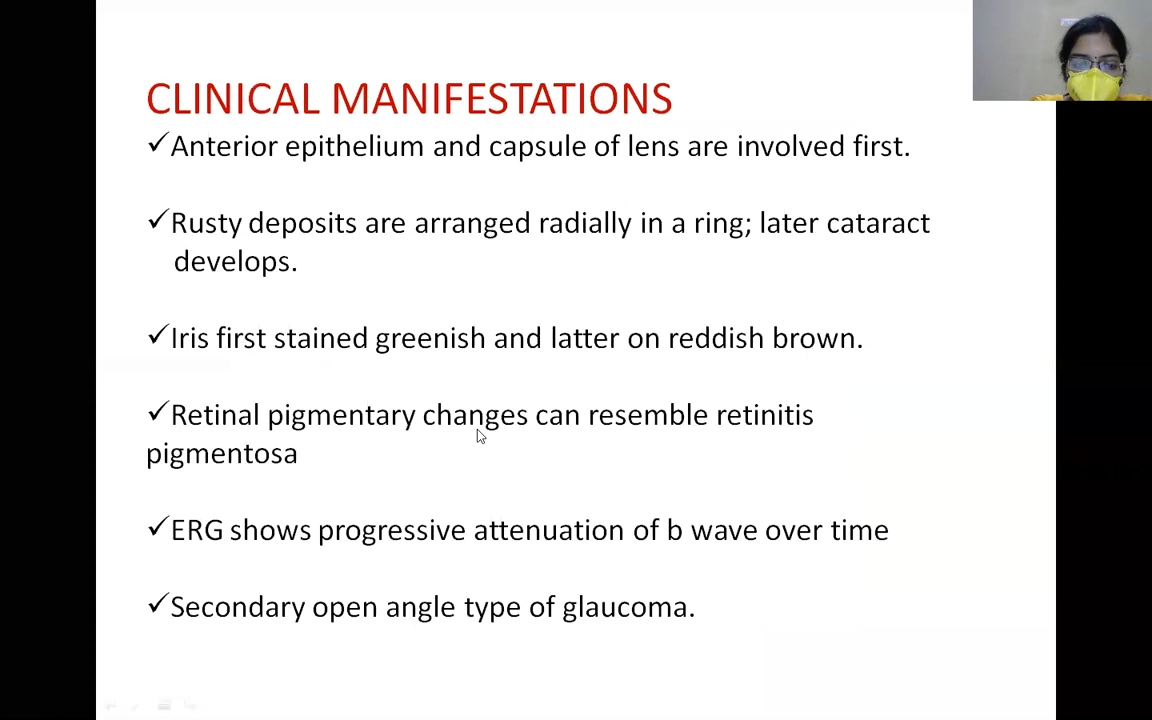 CLINICAL MANIFESTATIONS
✓Anterior epithelium and capsule of lens are involved first.
✓Rusty deposits are arranged radially in a ring; later cataract
develops.
✓Iris first stained greenish and latter on reddish brown.
✓Retinal pigmentary changes can resemble retinitis
pigmentosa
✓ERG shows progressive attenuation of b wave over time
✓Secondary open angle type of glaucoma.